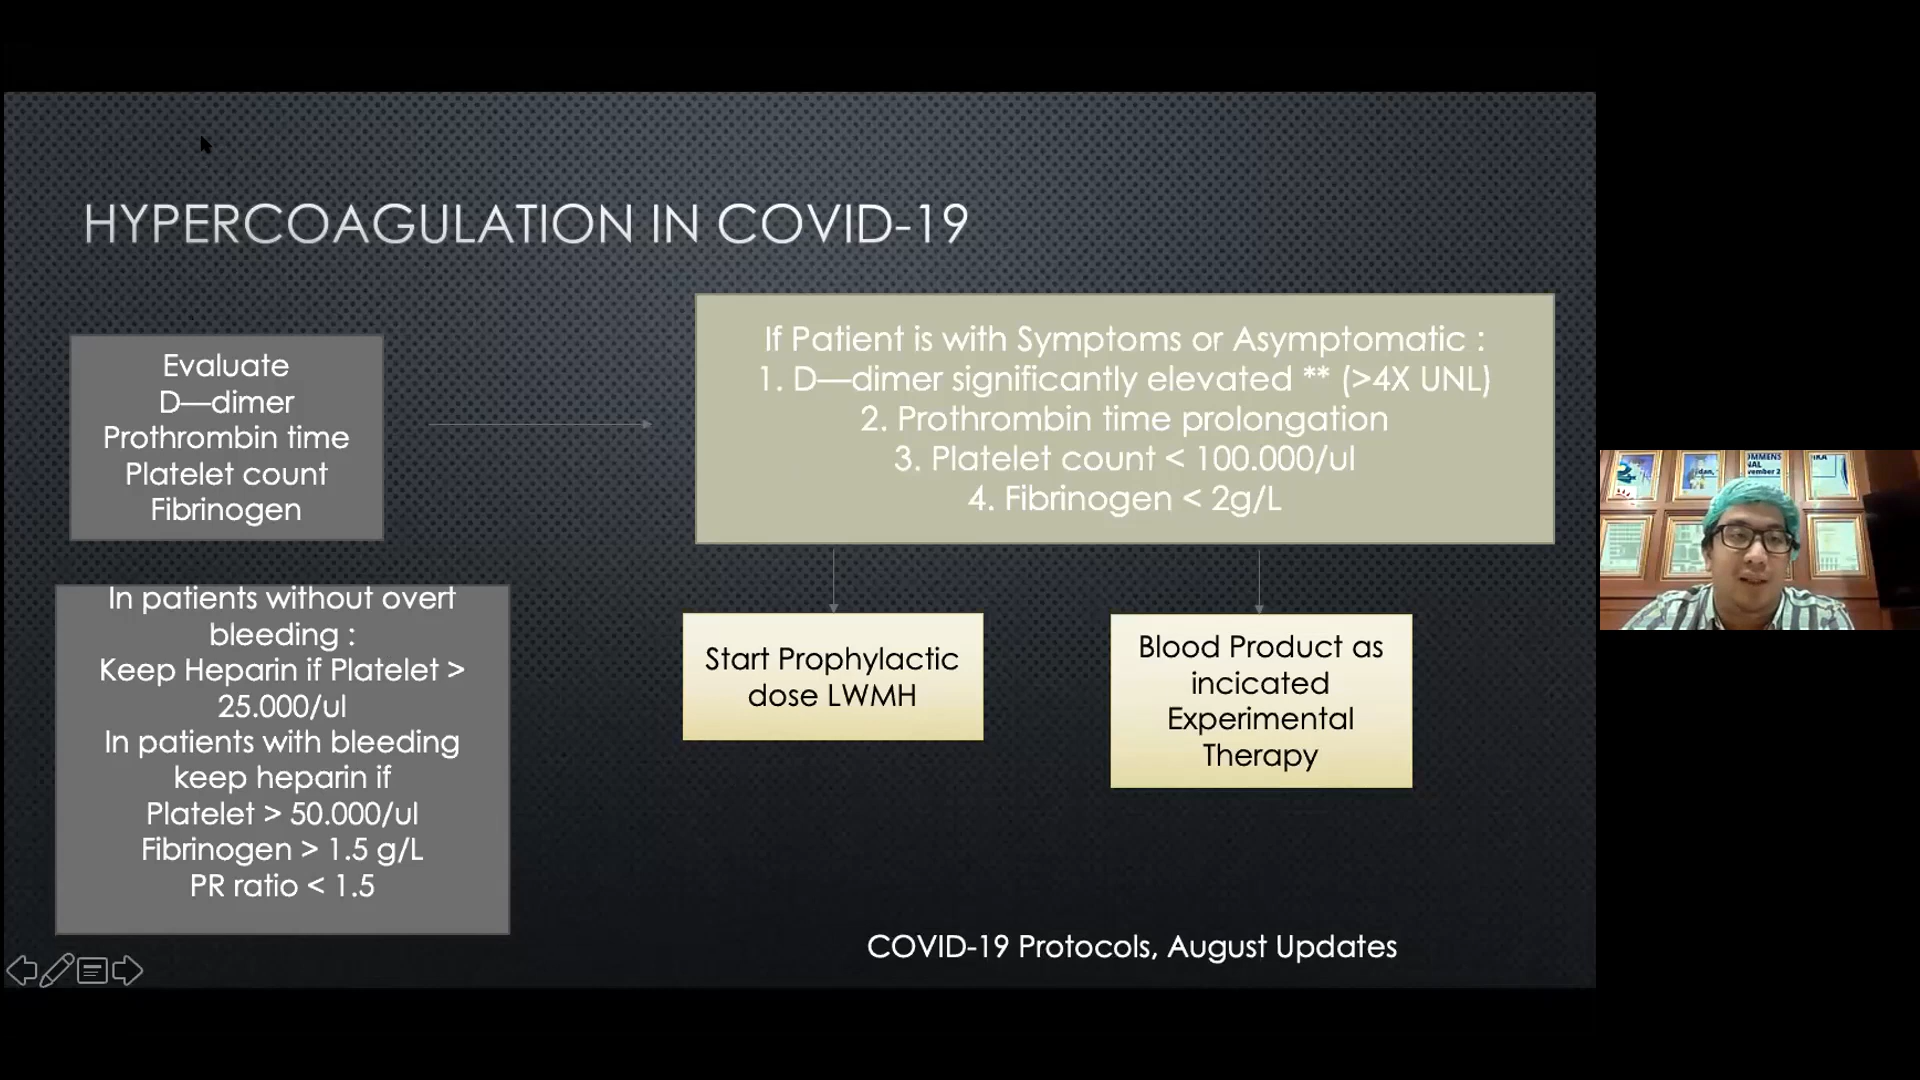 HYPERCOAGULATION IN COVID-19
Evaluate
D—dimer
Prothrombin time
Platelet count
Fibrinogen
If Patient is with Symptoms or Asymptomatic :
1. D—dimer significantly elevated ** (>4X UNL)
2. Prothrombin time prolongation
3. Platelet count < 100.000/ul
4. Fibrinogen < 2g/L
In patients without overt
bleeding :
Keep Heparin if Platelet >
25.000/ul
In patients with bleeding
keep heparin if
Platelet > 50.000/ul
Fibrinogen > 1.5 g/L
PR ratio < 1.5
Start Prophylactic
dose LWMH
Blood Product as
incicated
Experimental
Therapy
COVID-19 Protocols, August Updates